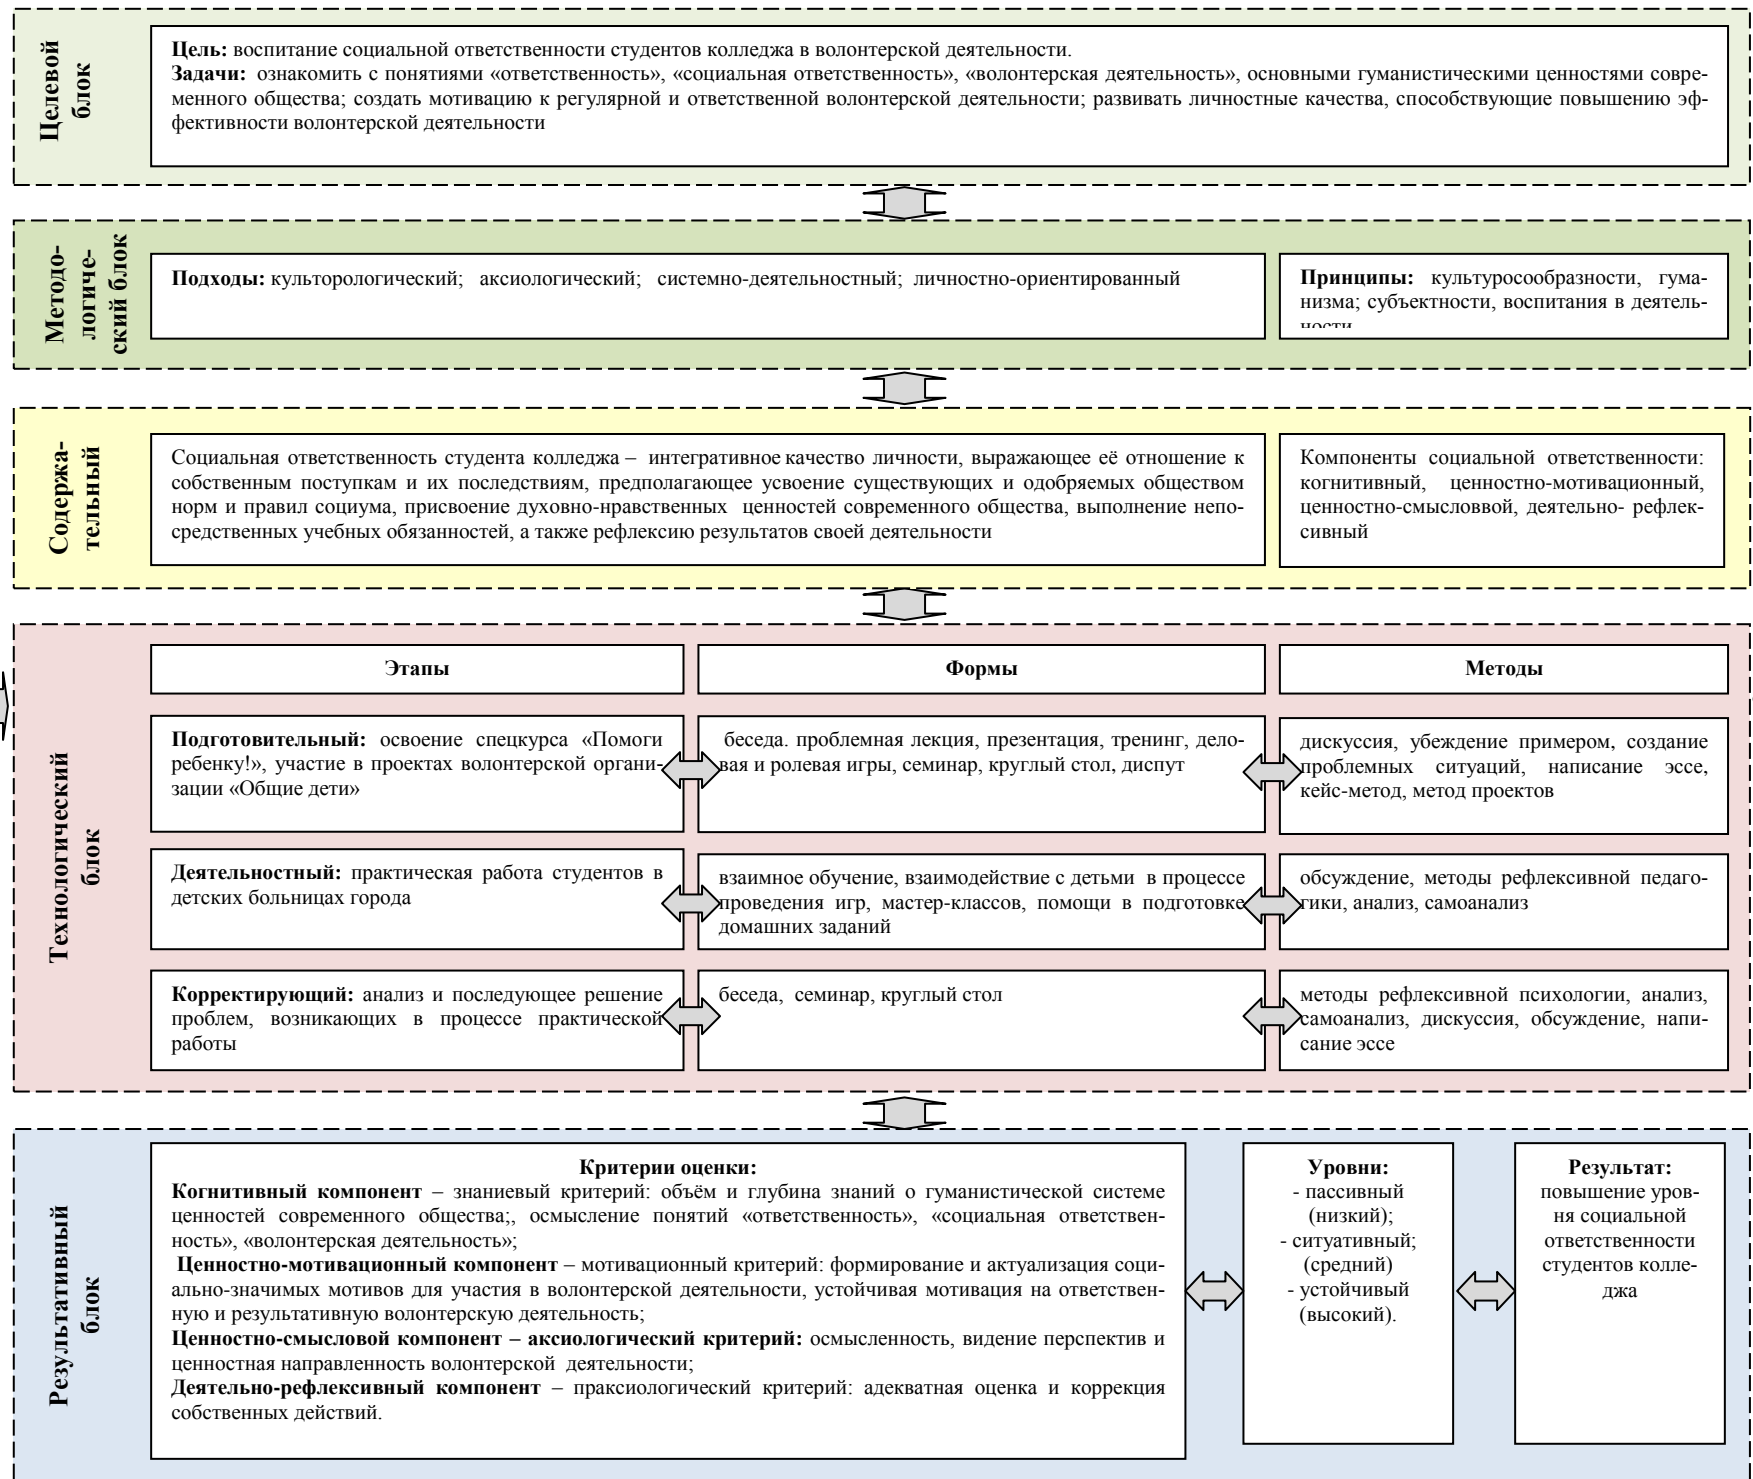 Целевой
блок
Цель: воспитание социальной ответственности студентов колледжа в волонтерской деятельности.
Задачи: ознакомить с понятиями «ответственность», «социальная ответственность», «волонтерская деятельность», основными гуманистическими ценностями совре-
менного общества; создать мотивацию к регулярной и ответственной волонтерской деятельности; развивать личностные качества, способствующие повышению эф-
фективности волонтерской деятельности
Методо-
логиче-
ский блок
Подходы: культорологический; аксиологический; системно-деятельностный; личностно-ориентированный
Принципы: культуросообразности, гума-
низма; субъектности, воспитания в деятель-
ности
Содержа-
тельный
Социальная ответственность студента колледжа – интегративное качество личности, выражающее её отношение к
собственным поступкам и их последствиям, предполагающее усвоение существующих и одобряемых обществом
норм и правил социума, присвоение духовно-нравственных ценностей современного общества, выполнение непо-
средственных учебных обязанностей, а также рефлексию результатов своей деятельности
Компоненты социальной ответственности:
когнитивный, ценностно-мотивационный,
ценностно-смысловвой, деятельно- рефлек-
сивный
Технологический
блок
Этапы
Формы
Методы
Подготовительный: освоение спецкурса «Помоги
ребенку!», участие в проектах волонтерской органи-
зации «Общие дети»
беседа. проблемная лекция, презентация, тренинг, дело-
вая и ролевая игры, семинар, круглый стол, диспут
дискуссия, убеждение примером, создание
проблемных ситуаций, написание эссе,
кейс-метод, метод проектов
Деятельностный: практическая работа студентов в
детских больницах города
взаимное обучение, взаимодействие с детьми в процессе
проведения игр, мастер-классов, помощи в подготовке
домашних заданий
обсуждение, методы рефлексивной педаго-
гики, анализ, самоанализ
Корректирующий: анализ и последующее решение
проблем, возникающих в процессе практической
работы
беседа, семинар, круглый стол
методы рефлексивной психологии, анализ,
самоанализ, дискуссия, обсуждение, напи-
сание эссе
Результативный
блок
Критерии оценки:
Когнитивный компонент – знаниевый критерий: объём и глубина знаний о гуманистической системе
ценностей современного общества;, осмысление понятий «ответственность», «социальная ответствен-
ность», «волонтерская деятельность»;
Ценностно-мотивационный компонент – мотивационный критерий: формирование и актуализация соци-
ально-значимых мотивов для участия в волонтерской деятельности, устойчивая мотивация на ответствен-
ную и результативную волонтерскую деятельность;
Ценностно-смысловой компонент – аксиологический критерий: осмысленность, видение перспектив и
ценностная направленность волонтерской деятельности;
Деятельно-рефлексивный компонент – праксиологический критерий: адекватная оценка и коррекция
собственных действий.
Уровни:
- пассивный
(низкий);
- ситуативный;
(средний)
- устойчивый
(высокий).
Результат:
повышение уров-
ня социальной
ответственности
студентов колле-
джа